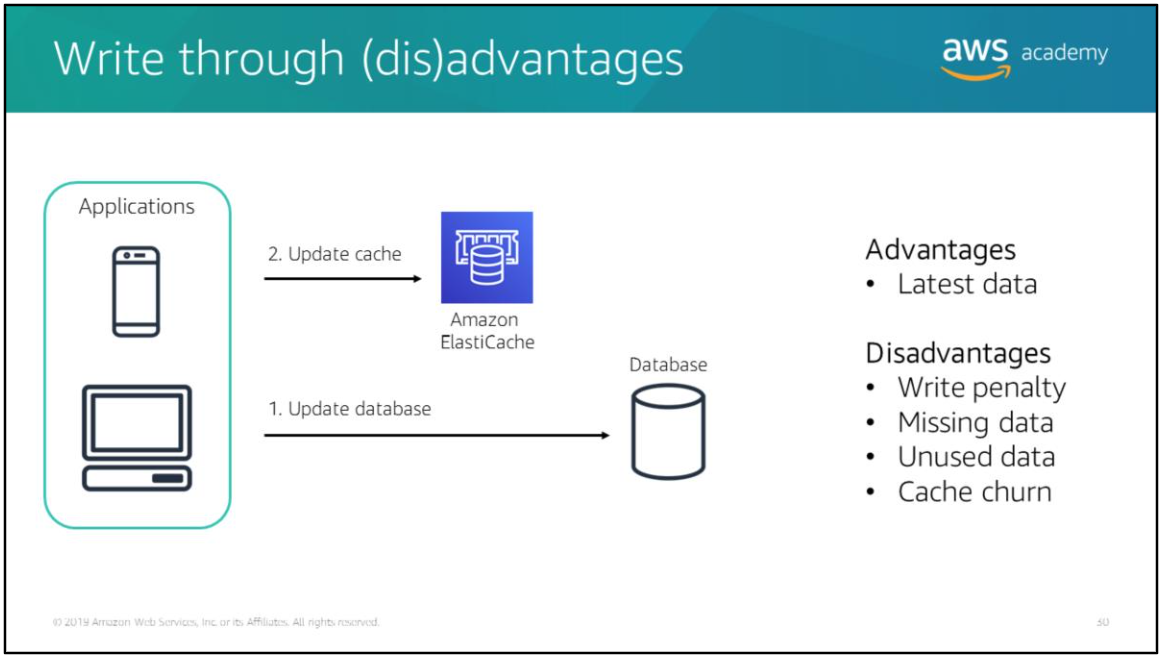 Write through (dis)advantages
aws academy
Applications
2. Update cache
Amazon
ElastiCache
Database
1. Update database
Advantages
• Latest data
Disadvantages
• Write penalty
• Missing data
• Unused data
• Cache churn
© 2019 Amazon Web Services, Inc. or its Affiliates. All rights reserved.
30